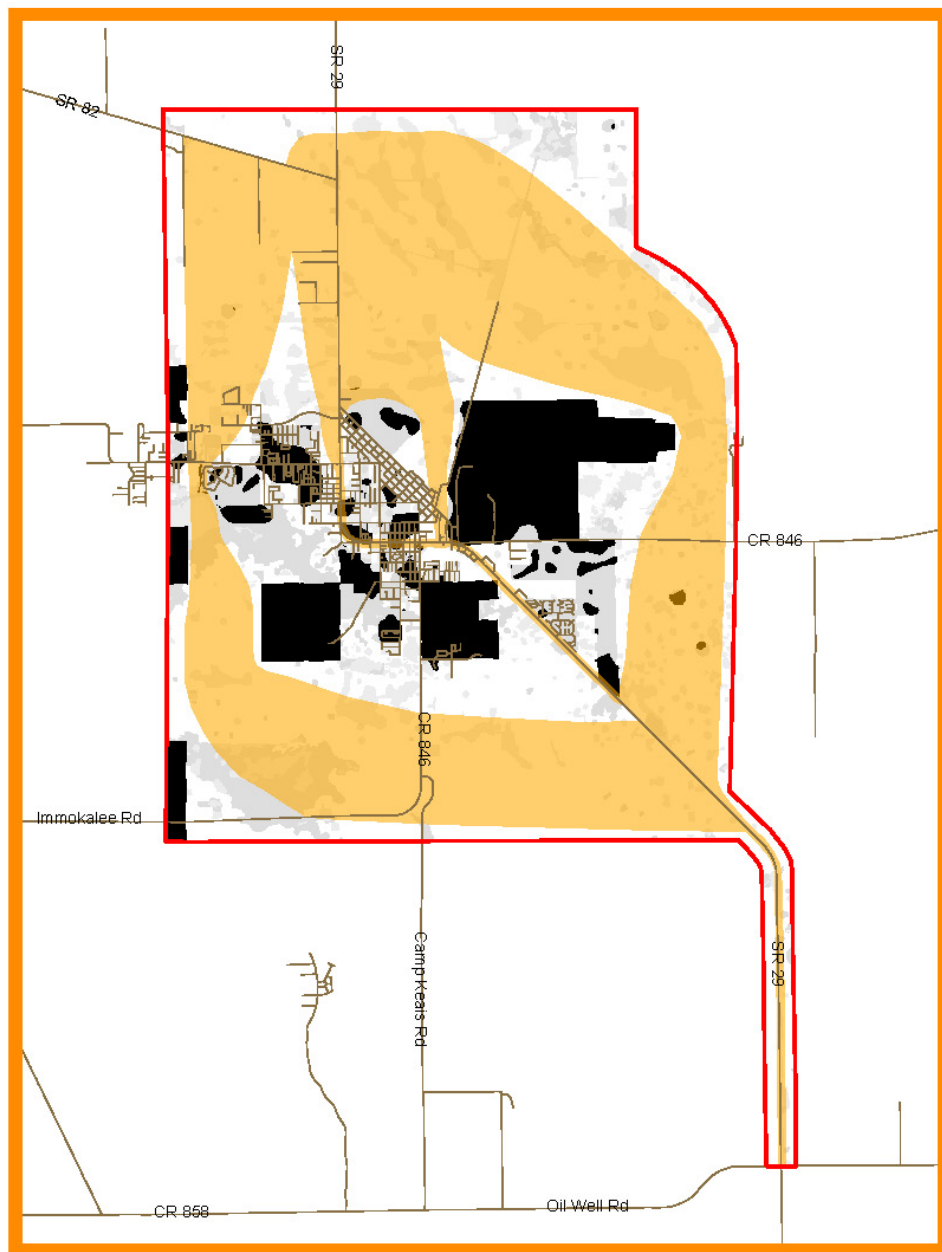 SR 29
SR 82
CR 846
CR 846
Immokalee Rd
SR 29
Camp Keais Rd
Oil Well Rd
CR 858